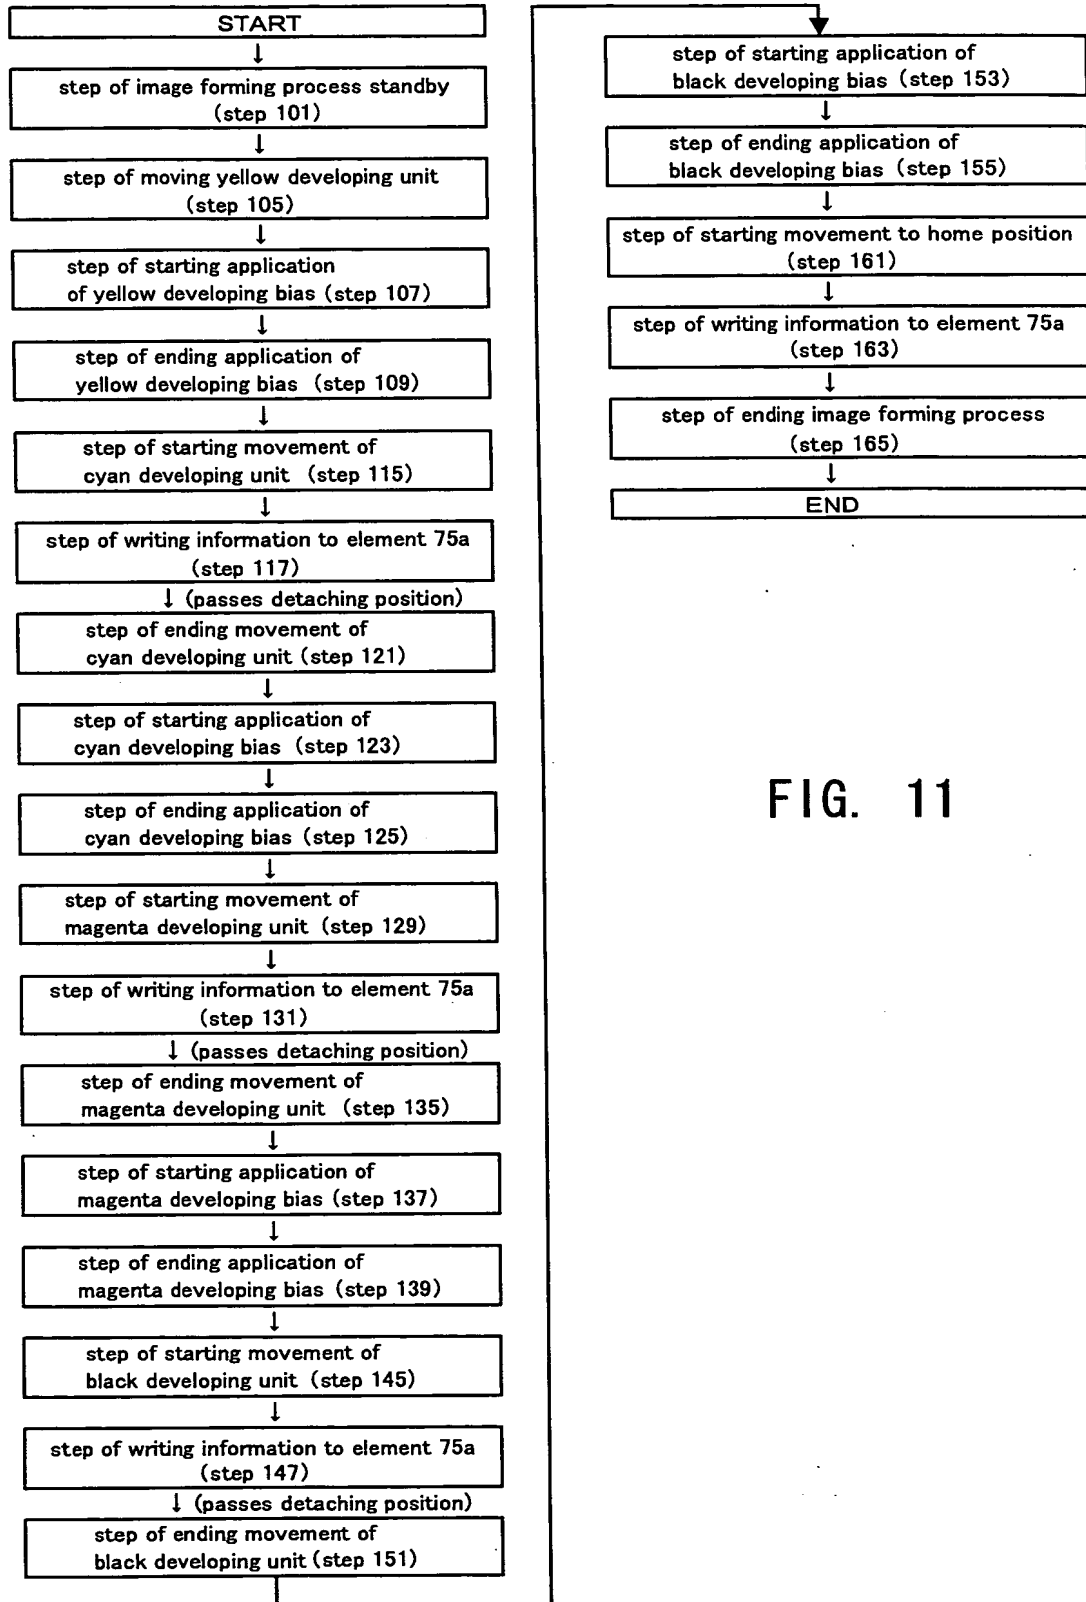 START
↓
step of image forming process standby
(step 101)
↓
step of moving yellow developing unit
(step 105)
↓
step of starting application
of yellow developing bias (step 107)
↓
step of ending application of
yellow developing bias (step 109)
↓
step of starting movement of
cyan developing unit (step 115)
↓
step of writing information to element 75a
(step 117)
↓ (passes detaching position)
step of ending movement of
cyan developing unit (step 121)
↓
step of starting application of
cyan developing bias (step 123)
↓
step of ending application of
cyan developing bias (step 125)
↓
step of starting movement of
magenta developing unit (step 129)
↓
step of writing information to element 75a
(step 131)
↓ (passes detaching position)
step of ending movement of
magenta developing unit (step 135)
↓
step of starting application of
magenta developing bias (step 137)
↓
step of ending application of
magenta developing bias (step 139)
↓
step of starting movement of
black developing unit (step 145)
↓
step of writing information to element 75a
(step 147)
↓ (passes detaching position)
step of ending movement of
black developing unit (step 151)
step of starting application of
black developing bias (step 153)
↓
step of ending application of
black developing bias (step 155)
↓
step of starting movement to home position
(step 161)
↓
step of writing information to element 75a
(step 163)
↓
step of ending image forming process
(step 165)
↓
END
FIG. 11